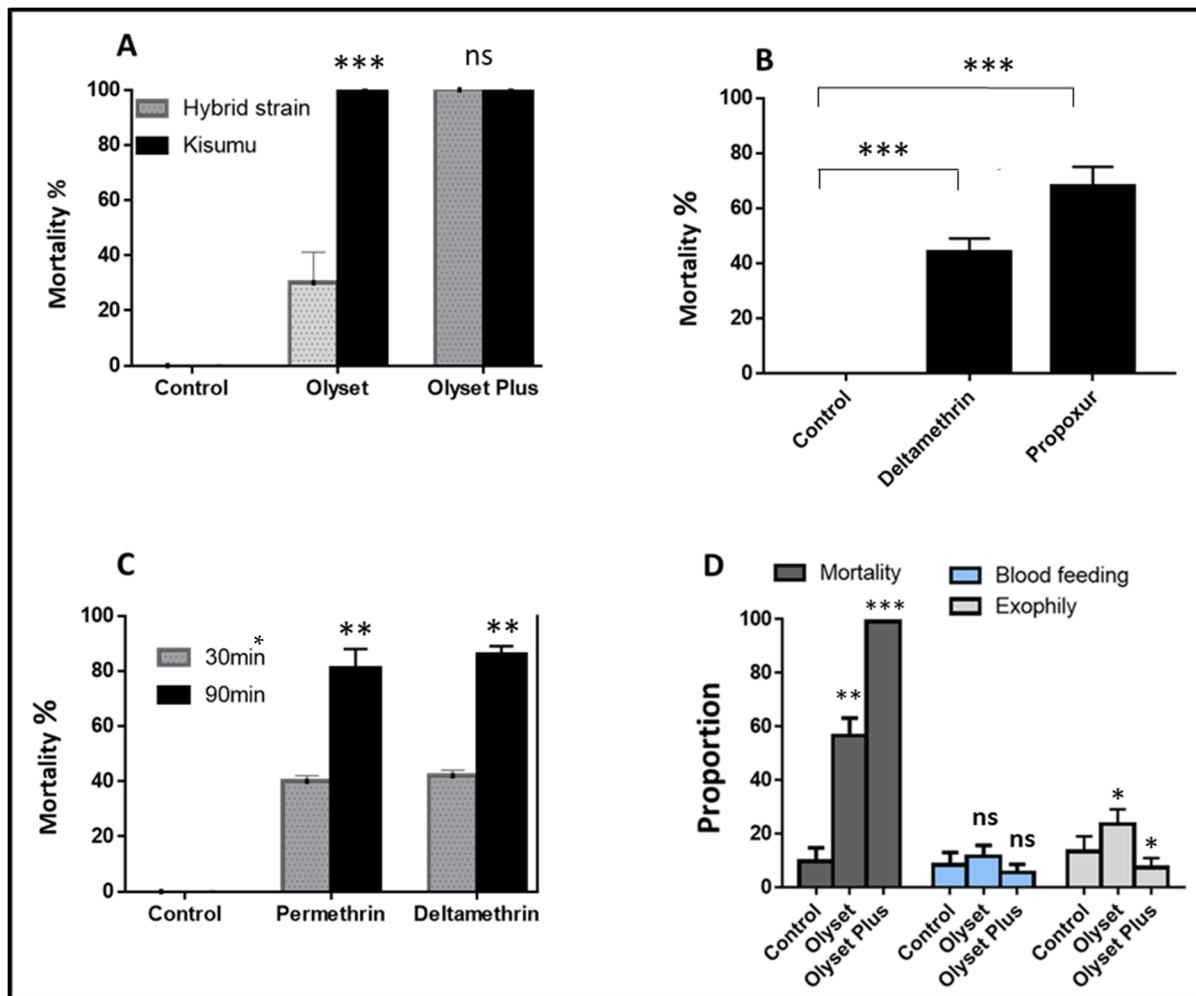 A
*** ns
100
80
60
40
20
0
Mortality %
Hybrid strain
Kisumu
Control Olyset Olyset Plus
B
***
***
100
80
60
40
20
0
Mortality %
Control
Deltamethrin
Propoxur
C
** **
100
80
60
40
20
0
Mortality %
30min*
90min
Control Permethrin Deltamethrin
D
Mortality
Blood feeding
Exophily
***
**
ns
ns
*
*
100
80
60
40
20
0
Proportion
Control
Olyset
Olyset Plus
Control
Olyset
Olyset Plus
Control
Olyset
Olyset Plus